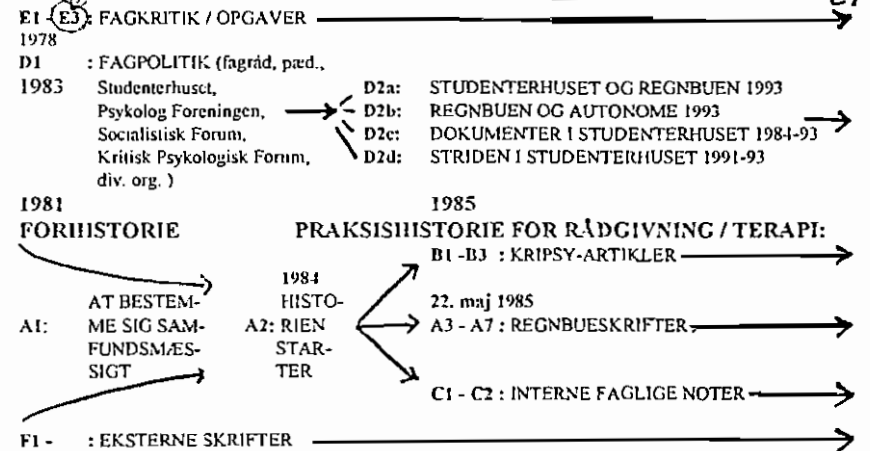 E1 -(E3): FAGKRITIK / OPGAVER
1978
D1 : FAGPOLITIK (fagråd, pæd.,
1983 Studenterhuset, D2a: STUDENTERHUSET OG REGNBUEN 1993
Psykolog Foreningen, D2b: REGNBUEN OG AUTONOME 1993
Socialistisk Forum, D2c: DOKUMENTER I STUDENTERHUSET 1984-93
Kritisk Psykologisk Forum, D2d: STRIDEN I STUDENTERHUSET 1991-93
div. org. )
1981 1985
FORHISTORIE PRAKSISHISTORIE FOR RÅDGIVNING / TERAPI:
B1 -B3 : KRIPSY-ARTIKLER
1984
AT BESTEM- HISTO- 22. maj 1985
A1: ME SIG SAM- A2: RIEN A3 - A7 : REGNBUESKRIFTER
FUNDSMÆS- STAR-
SIGT TER
C1 - C2 : INTERNE FAGLIGE NOTER
F1 - : EKSTERNE SKRIFTER